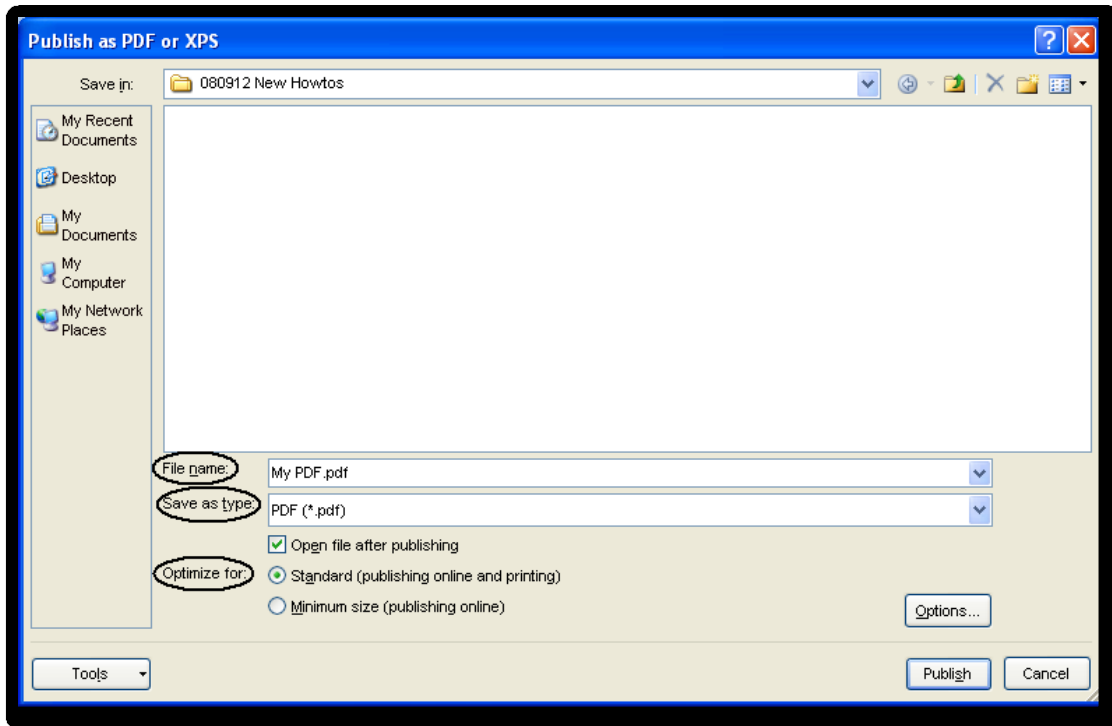 Publish as PDF or XPS
Save in:
080912 New Howtos
My Recent
Documents
Desktop
My
Documents
My
Computer
My Network
Places
File name:
My PDF.pdf
Save as type:
PDF (*.pdf)
Open file after publishing
Optimize for:
Standard (publishing online and printing)
Minimum size (publishing online)
Options...
Tools
Publish
Cancel